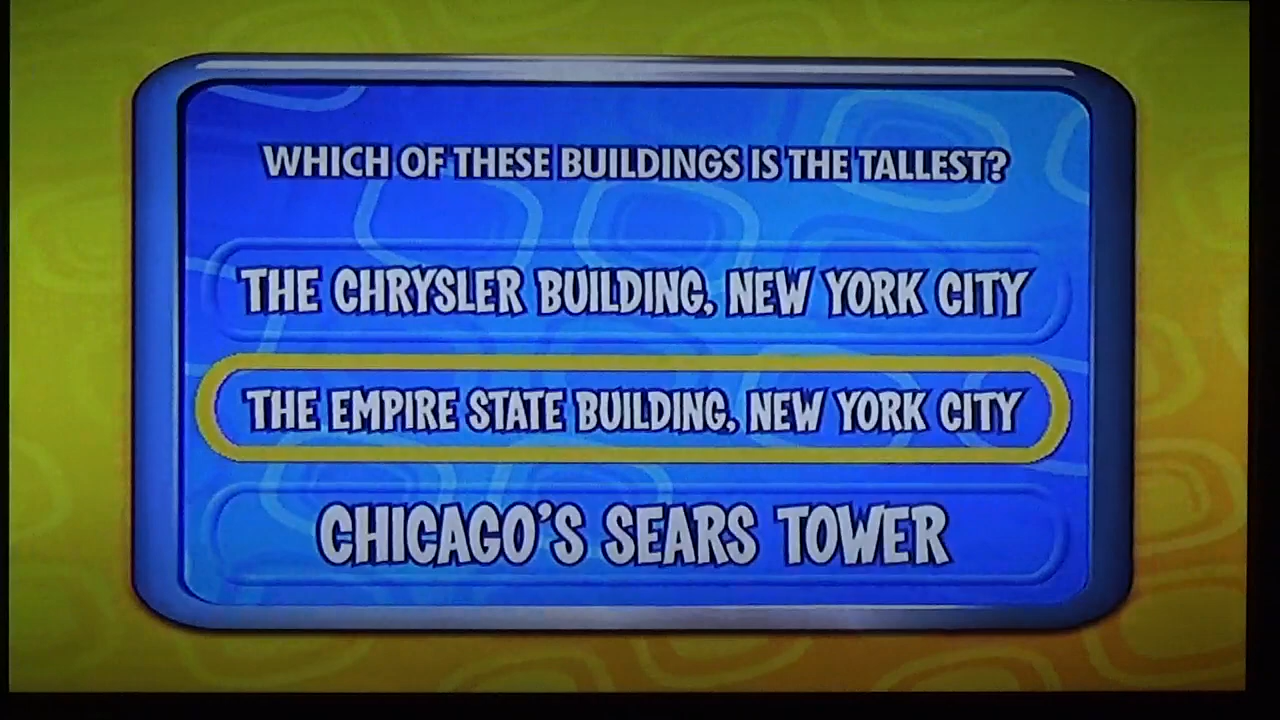 WHICH OF THESE BUILDINGS IS THE TALLEST?
THE CHRYSLER BUILDING, NEW YORK CITY
THE EMPIRE STATE BUILDING, NEW YORK CITY
CHICAGO'S SEARS TOWER